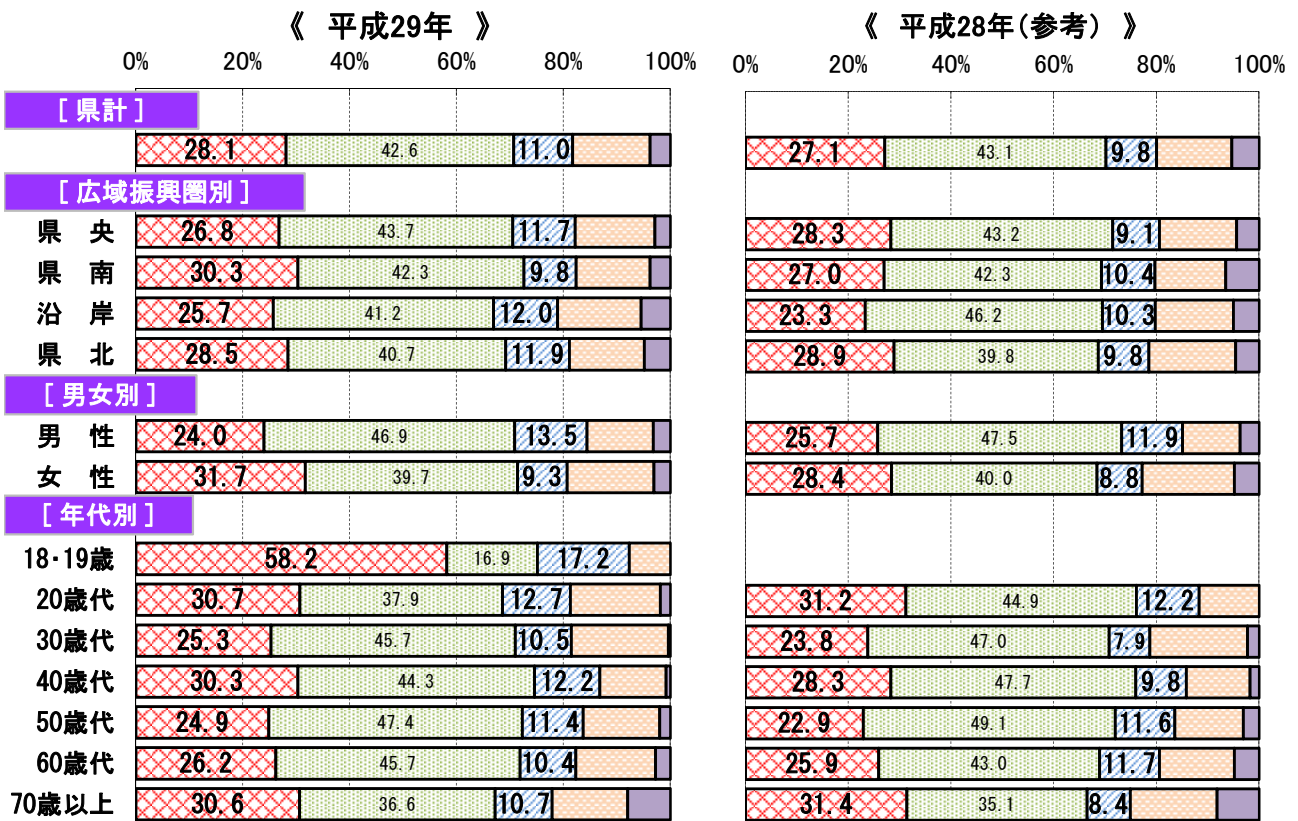 《 平成29年 》
《 平成28年(参考) 》
0% 20% 40% 60% 80% 100%
0% 20% 40% 60% 80% 100%
[ 県計 ]
28.1 42.6 11.0
27.1 43.1 9.8
[ 広域振興圏別 ]
県 央 26.8 43.7 11.7
28.3 43.2 9.1
県 南 30.3 42.3 9.8
27.0 42.3 10.4
沿 岸 25.7 41.2 12.0
23.3 46.2 10.3
県 北 28.5 40.7 11.9
28.9 39.8 9.8
[ 男女別 ]
男 性 24.0 46.9 13.5
25.7 47.5 11.9
女 性 31.7 39.7 9.3
28.4 40.0 8.8
[ 年代別 ]
18・19歳 58.2 16.9 17.2
20歳代 30.7 37.9 12.7
31.2 44.9 12.2
30歳代 25.3 45.7 10.5
23.8 47.0 7.9
40歳代 30.3 44.3 12.2
28.3 47.7 9.8
50歳代 24.9 47.4 11.4
22.9 49.1 11.6
60歳代 26.2 45.7 10.4
25.9 43.0 11.7
70歳以上 30.6 36.6 10.7
31.4 35.1 8.4